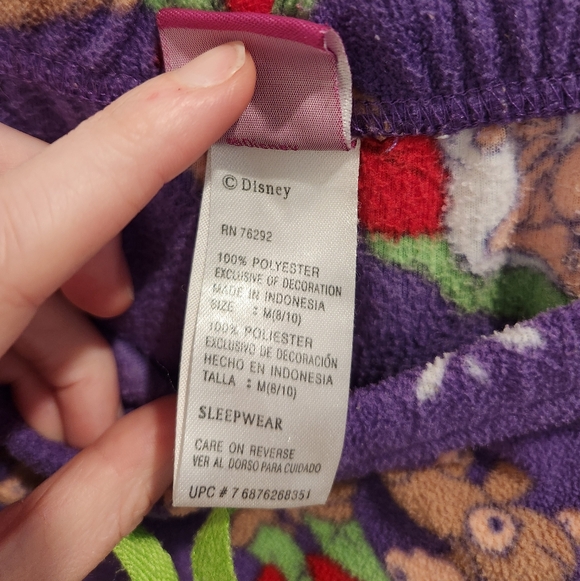 © Disney
RN 76292
100% POLYESTER
EXCLUSIVE OF DECORATION
MADE IN INDONESIA
SIZE : M(8/10)
100% POLIESTER
EXCLUSIVO DE DECORACIÓN
HECHO EN INDONESIA
TALLA : M(8/10)
SLEEPWEAR
CARE ON REVERSE
VER AL DORSO PARA CUIDADO
UPC # 7 6876268351